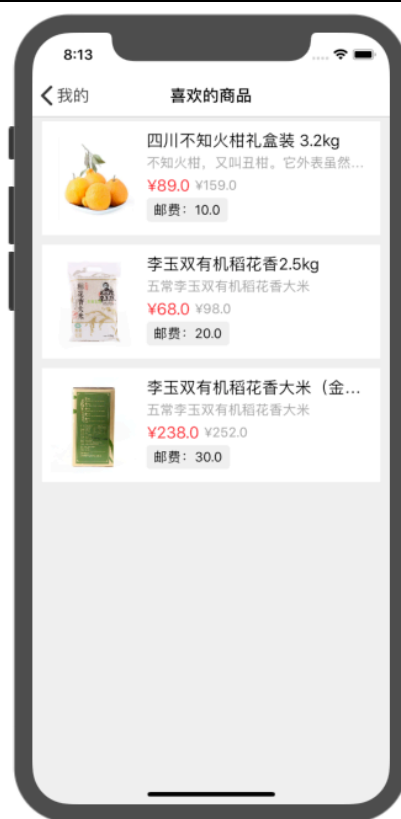 8:13
我的
喜欢的商品
四川不知火柑礼盒装 3.2kg
不知火柑，又叫丑柑。它外表虽然...
¥89.0 ¥159.0
邮费：10.0
李玉双有机稻花香2.5kg
五常李玉双有机稻花香大米
¥68.0 ¥98.0
邮费：20.0
李玉双有机稻花香大米（金...
五常李玉双有机稻花香大米
¥238.0 ¥252.0
邮费：30.0